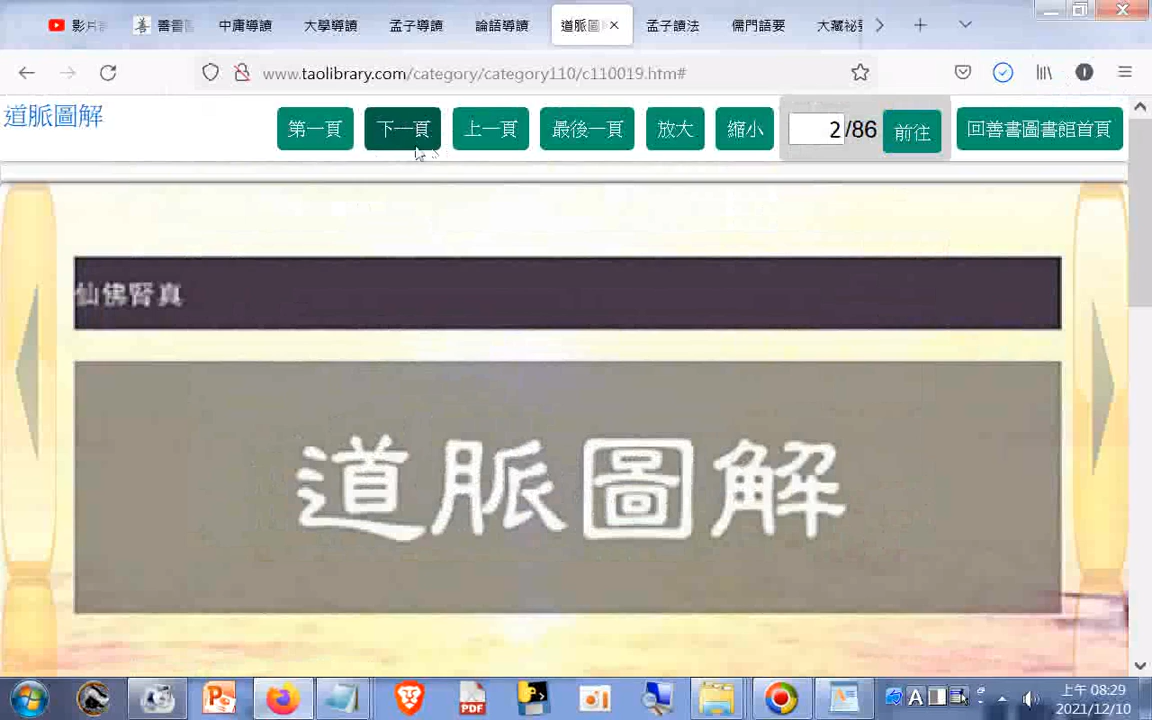 影片
善書
中庸導讀
大學導讀
孟子導讀
論語導讀
道脈圖
孟子讀法
儒門語要
大藏祕
www.taolibrary.com/category/category110/c110019.htm#
道脈圖解
第一頁
下一頁
上一頁
最後一頁
放大
縮小
2/86
前往
回善書圖書館首頁
仙佛聖真
道脈圖解
PDF
A
上午 08:29
2021/12/10